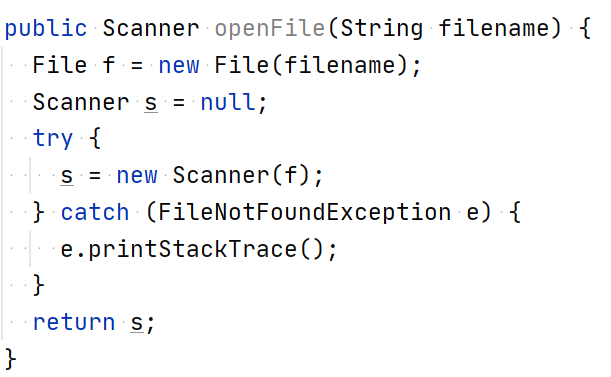 public Scanner openFile(String filename) {
  File f = new File(filename);
  Scanner s = null;
  try {
    s = new Scanner(f);
  } catch (FileNotFoundException e) {
    e.printStackTrace();
  }
  return s;
}